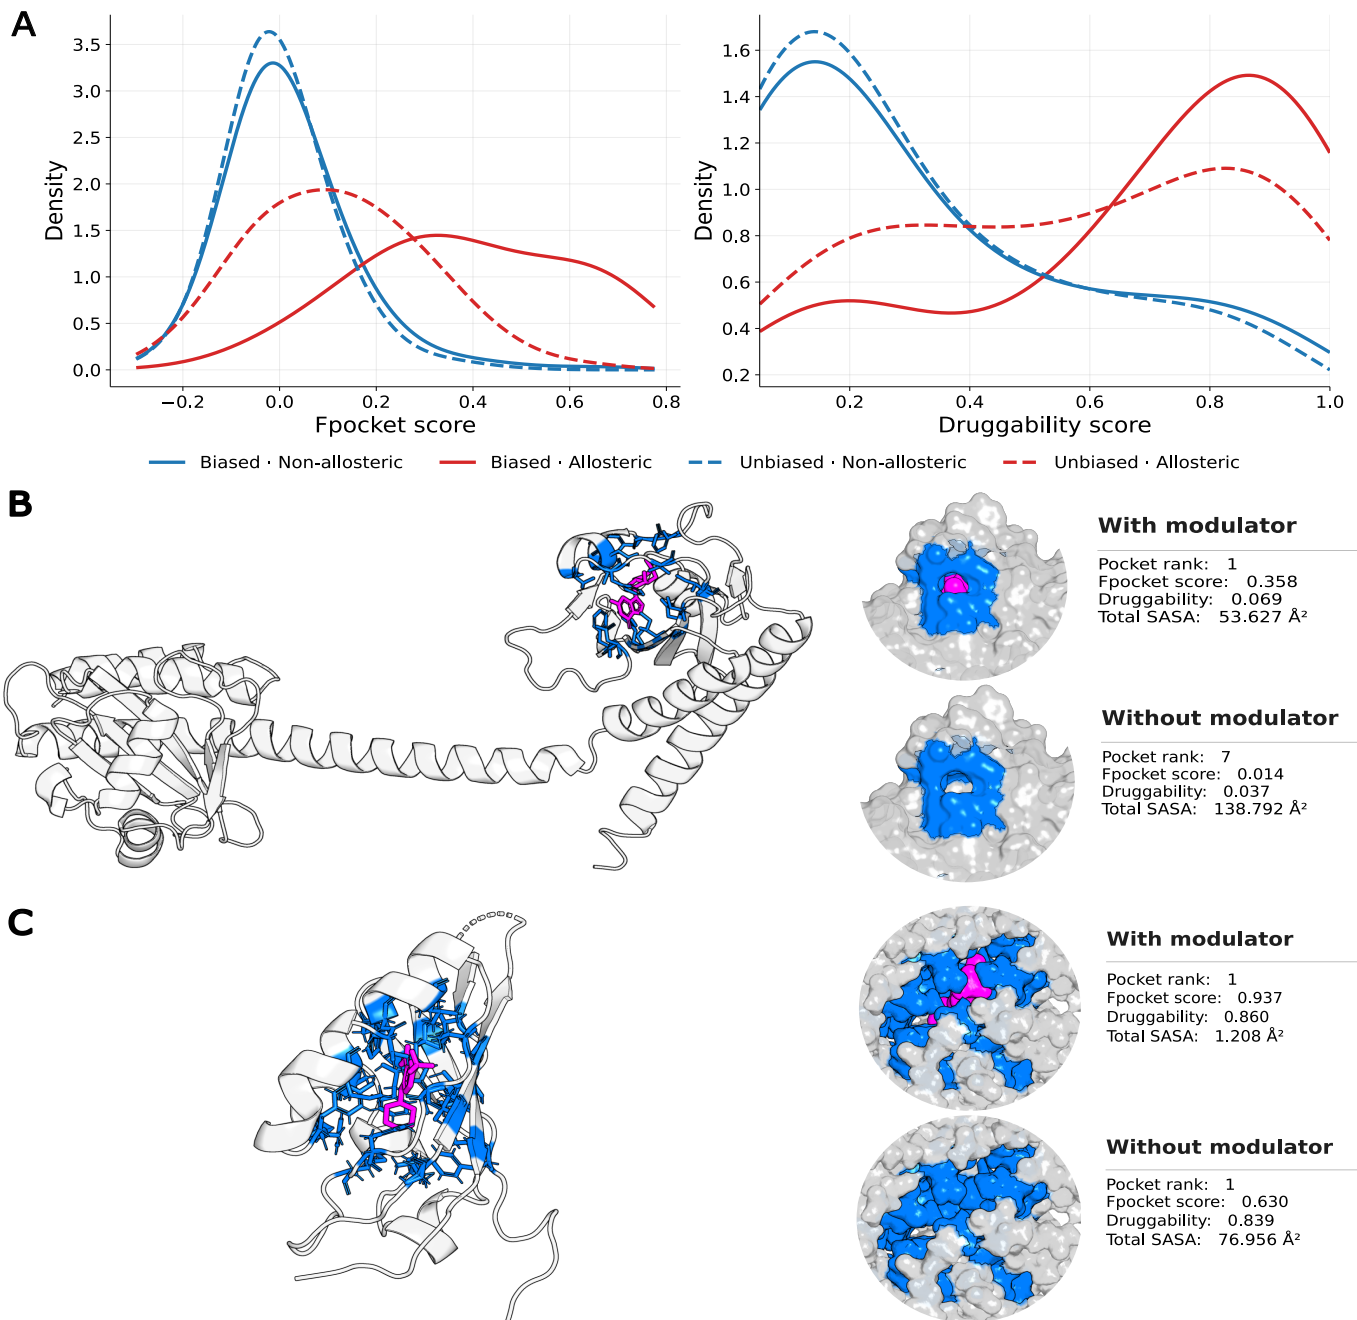 A
Density
3.5
3.0
2.5
2.0
1.5
1.0
0.5
0.0
−0.2
0.0
0.2
0.4
0.6
0.8
Fpocket score
Density
1.6
1.4
1.2
1.0
0.8
0.6
0.4
0.2
0.2
0.4
0.6
0.8
1.0
Druggability score
Biased · Non-allosteric
Biased · Allosteric
Unbiased · Non-allosteric
Unbiased · Allosteric
B
With modulator
Pocket rank: 1
Fpocket score: 0.358
Druggability: 0.069
Total SASA: 53.627 Å²
Without modulator
Pocket rank: 7
Fpocket score: 0.014
Druggability: 0.037
Total SASA: 138.792 Å²
C
With modulator
Pocket rank: 1
Fpocket score: 0.937
Druggability: 0.860
Total SASA: 1.208 Å²
Without modulator
Pocket rank: 1
Fpocket score: 0.630
Druggability: 0.839
Total SASA: 76.956 Å²